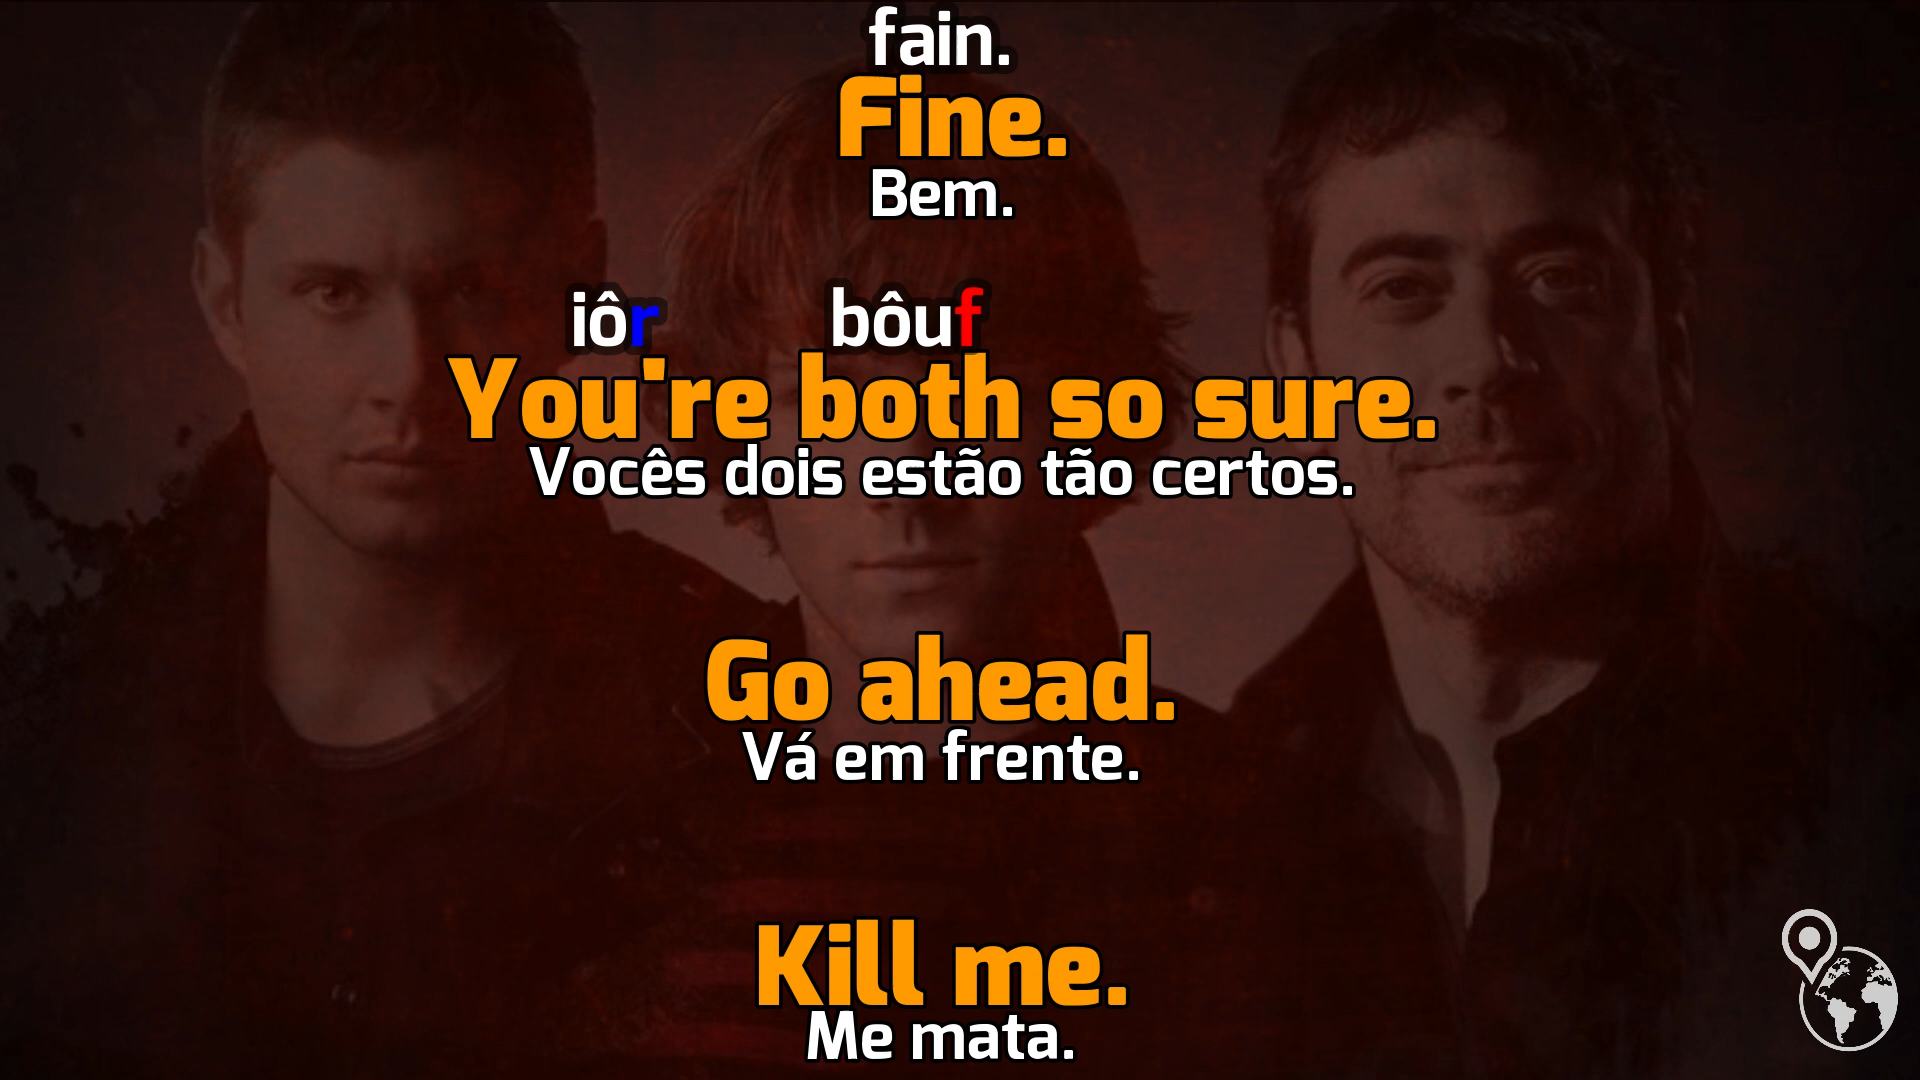 fain.
Fine.
Bem.
iôr bôuf
You're both so sure.
Vocês dois estão tão certos.
Go ahead.
Vá em frente.
Kill me.
Me mata.